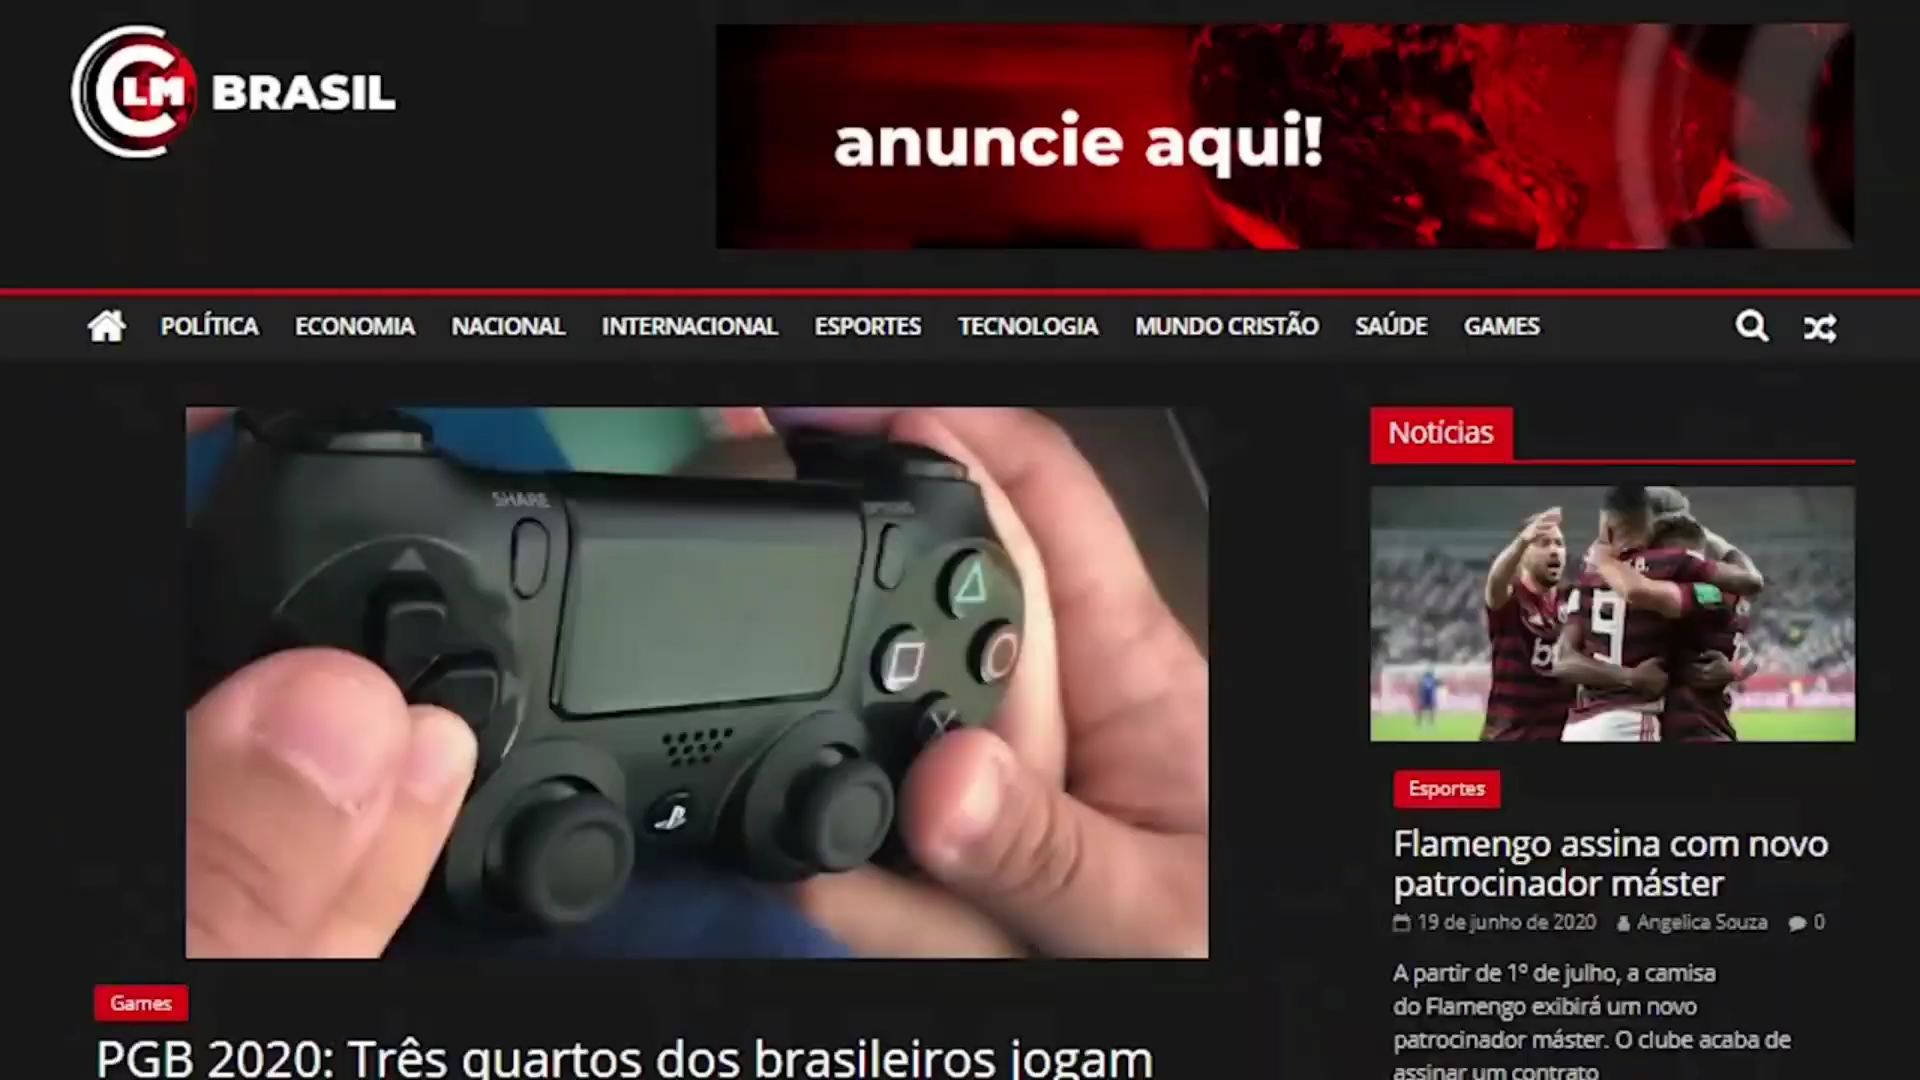 CLM BRASIL
anuncie aqui!
POLÍTICA ECONOMIA NACIONAL INTERNACIONAL ESPORTES TECNOLOGIA MUNDO CRISTÃO SAÚDE GAMES
SHARE
OPTIONS
Notícias
9
Esportes
Flamengo assina com novo
patrocinador máster
19 de junho de 2020 Angelica Souza 0
A partir de 1º de julho, a camisa
do Flamengo exibirá um novo
patrocinador máster. O clube acaba de
assinar um contrato
Games
PGB 2020: Três quartos dos brasileiros jogam